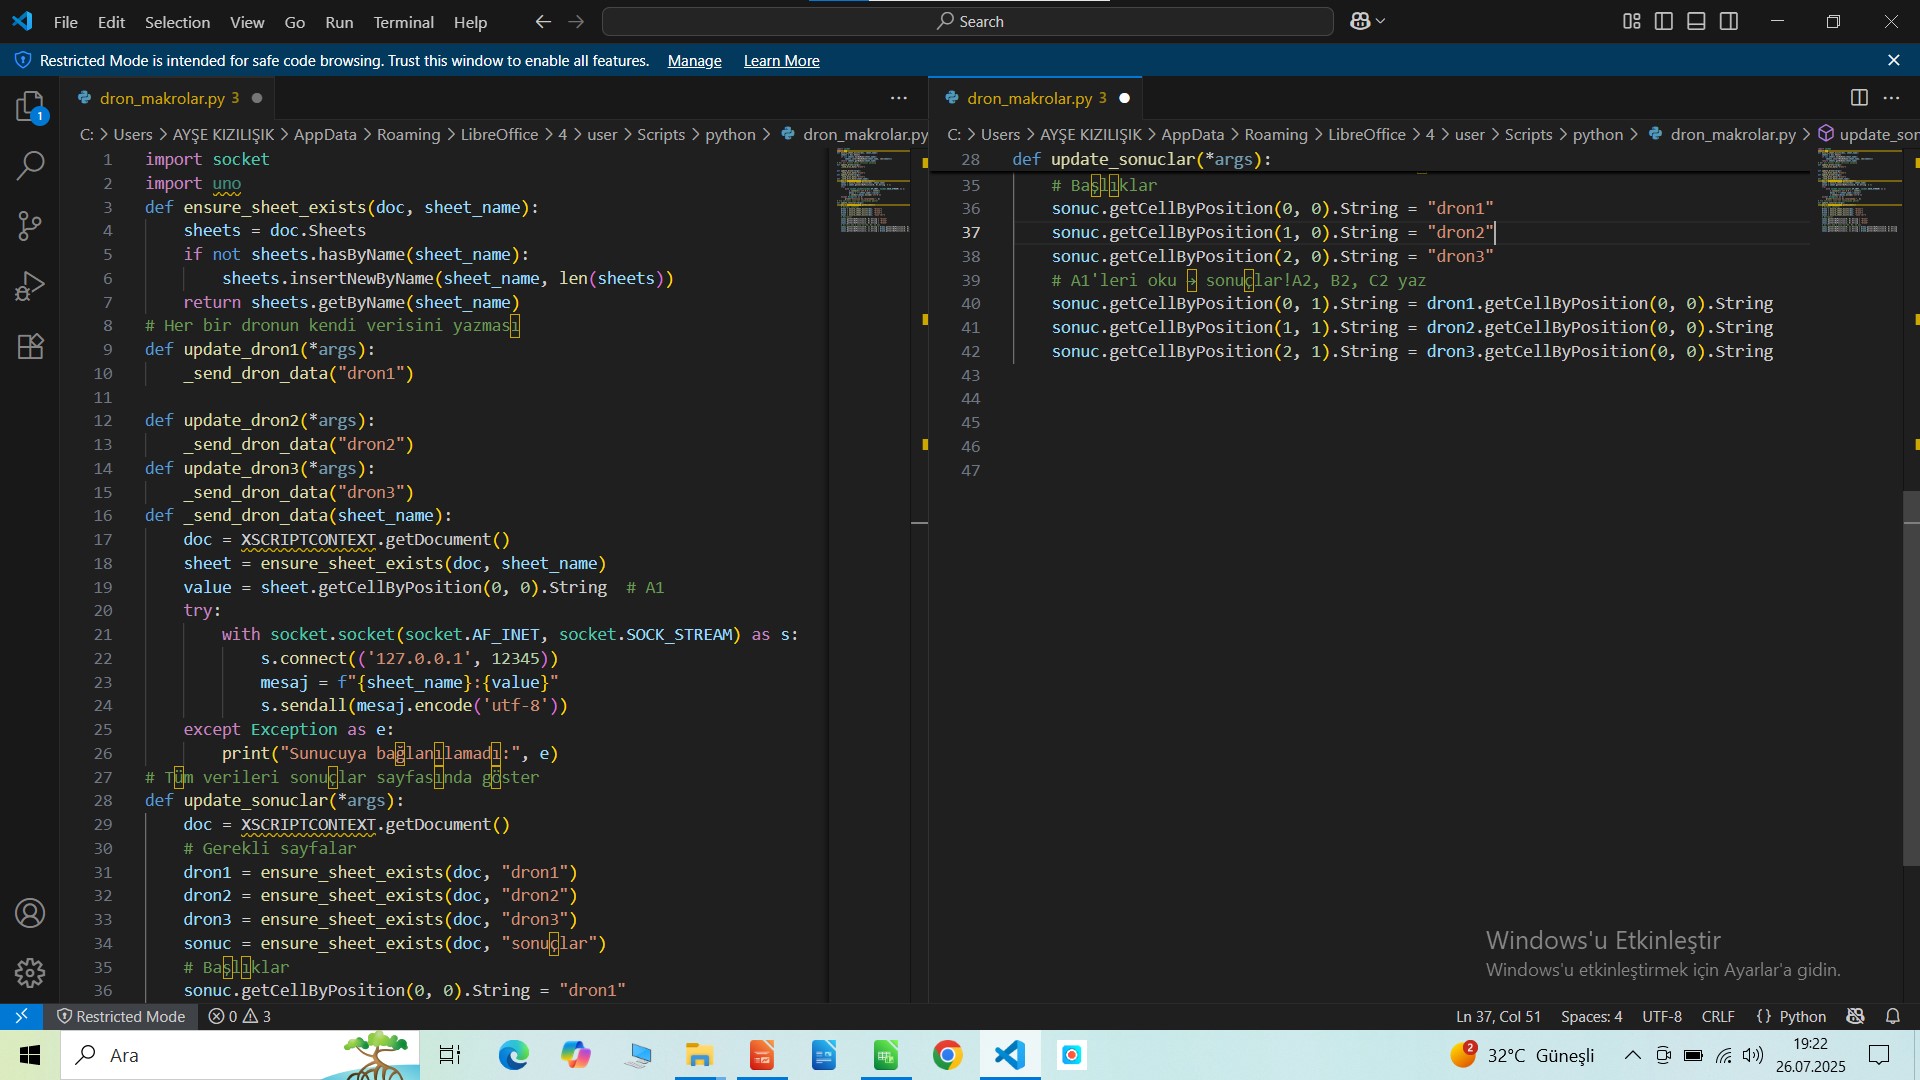 File Edit Selection View Go Run Terminal Help
Search
Restricted Mode is intended for safe code browsing. Trust this window to enable all features. Manage Learn More
dron_makrolar.py 3
C: > Users > AYŞE KIZILIŞIK > AppData > Roaming > LibreOffice > 4 > user > Scripts > python > dron_makrolar.py
1 import socket
2 import uno
3 def ensure_sheet_exists(doc, sheet_name):
4     sheets = doc.Sheets
5     if not sheets.hasByName(sheet_name):
6         sheets.insertNewByName(sheet_name, len(sheets))
7     return sheets.getByName(sheet_name)
8 # Her bir dronun kendi verisini yazması
9 def update_dron1(*args):
10     _send_dron_data("dron1")
11
12 def update_dron2(*args):
13     _send_dron_data("dron2")
14 def update_dron3(*args):
15     _send_dron_data("dron3")
16 def _send_dron_data(sheet_name):
17     doc = XSCRIPTCONTEXT.getDocument()
18     sheet = ensure_sheet_exists(doc, sheet_name)
19     value = sheet.getCellByPosition(0, 0).String  # A1
20     try:
21         with socket.socket(socket.AF_INET, socket.SOCK_STREAM) as s:
22             s.connect(('127.0.0.1', 12345))
23             mesaj = f"{sheet_name}:{value}"
24             s.sendall(mesaj.encode('utf-8'))
25     except Exception as e:
26         print("Sunucuya bağlanılamadı:", e)
27 # Tüm verileri sonuçlar sayfasında göster
28 def update_sonuclar(*args):
29     doc = XSCRIPTCONTEXT.getDocument()
30     # Gerekli sayfalar
31     dron1 = ensure_sheet_exists(doc, "dron1")
32     dron2 = ensure_sheet_exists(doc, "dron2")
33     dron3 = ensure_sheet_exists(doc, "dron3")
34     sonuc = ensure_sheet_exists(doc, "sonuçlar")
35     # Başlıklar
36     sonuc.getCellByPosition(0, 0).String = "dron1"
dron_makrolar.py 3
C: > Users > AYŞE KIZILIŞIK > AppData > Roaming > LibreOffice > 4 > user > Scripts > python > dron_makrolar.py > update_son
28 def update_sonuclar(*args):
35     # Başlıklar
36     sonuc.getCellByPosition(0, 0).String = "dron1"
37     sonuc.getCellByPosition(1, 0).String = "dron2"
38     sonuc.getCellByPosition(2, 0).String = "dron3"
39     # A1'leri oku → sonuçlar!A2, B2, C2 yaz
40     sonuc.getCellByPosition(0, 1).String = dron1.getCellByPosition(0, 0).String
41     sonuc.getCellByPosition(1, 1).String = dron2.getCellByPosition(0, 0).String
42     sonuc.getCellByPosition(2, 1).String = dron3.getCellByPosition(0, 0).String
43
44
45
46
47
1
Windows'u Etkinleştir
Windows'u etkinleştirmek için Ayarlar'a gidin.
Restricted Mode 0 3
Ln 37, Col 51 Spaces: 4 UTF-8 CRLF {} Python
Ara
2 32°C Güneşli
19:22
26.07.2025